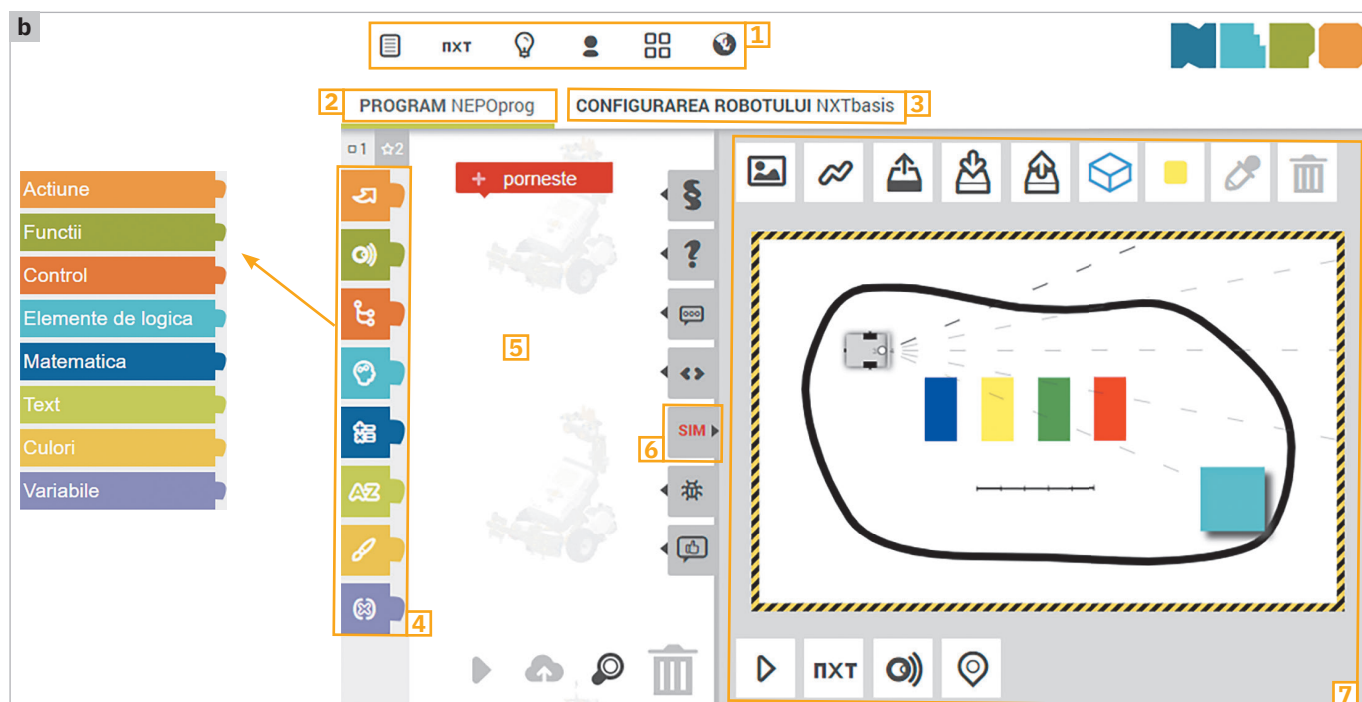 b
nxt
1
2 PROGRAM NEPOprog
CONFIGURAREA ROBOTULUI NXTbasis 3
1 2
Actiune
Functii
Control
Elemente de logica
Matematica
Text
Culori
Variabile
AZ
4
+ porneste
5
§
?
SIM
6
nxt
7